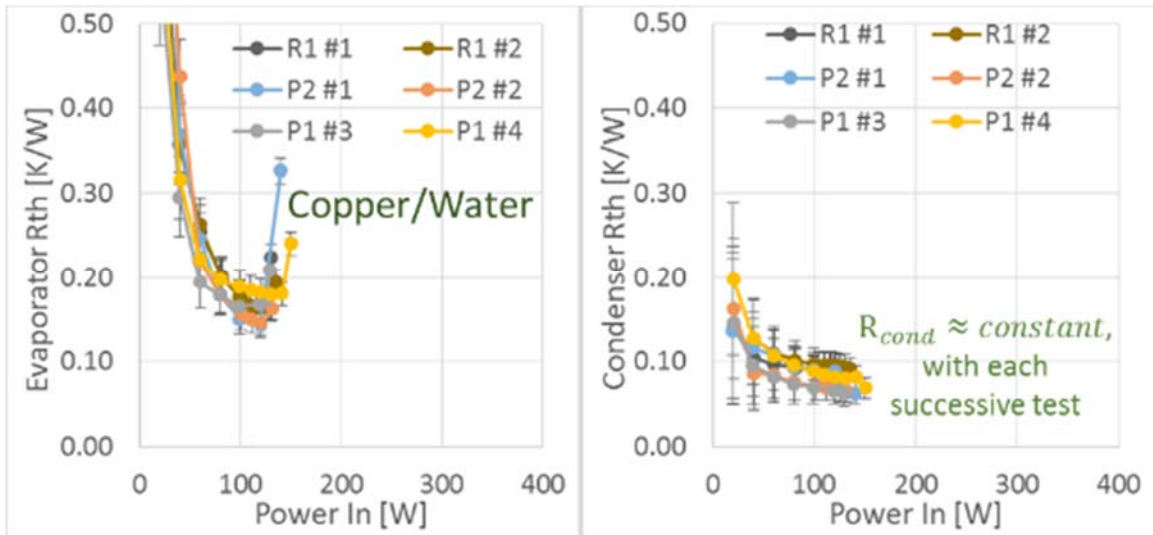 Evaporator Rth [K/W]
0.50
0.40
0.30
0.20
0.10
0.00
R1 #1 R1 #2
P2 #1 P2 #2
P1 #3 P1 #4
Copper/Water
0 100 200 300 400
Power In [W]
Condenser Rth [K/W]
0.50
0.40
0.30
0.20
0.10
0.00
R1 #1 R1 #2
P2 #1 P2 #2
P1 #3 P1 #4
R_cond ≈ constant,
with each
successive test
0 100 200 300 400
Power In [W]